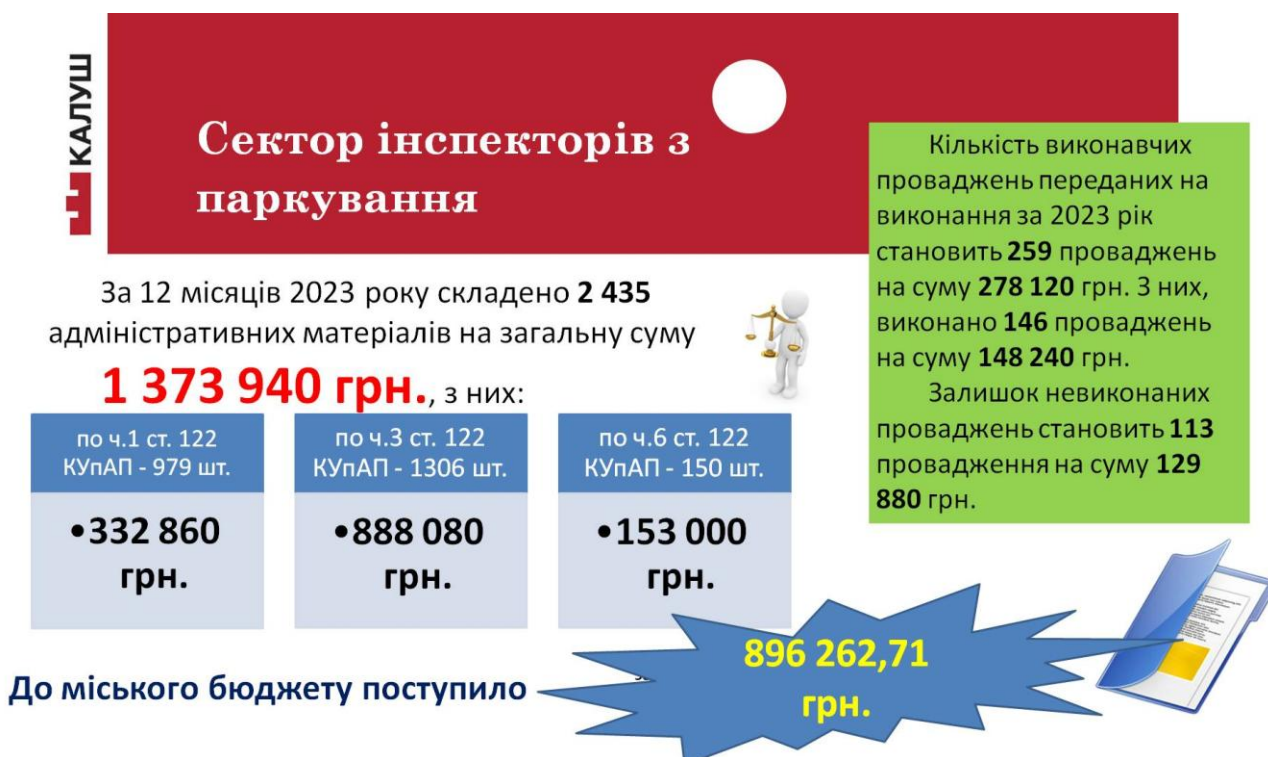 КАЛУШ
Сектор інспекторів з
паркування
За 12 місяців 2023 року складено 2 435
адміністративних матеріалів на загальну суму
1 373 940 грн., з них:
по ч.1 ст. 122
КУпАП - 979 шт.
•332 860
грн.
по ч.3 ст. 122
КУпАП - 1306 шт.
•888 080
грн.
по ч.6 ст. 122
КУпАП - 150 шт.
•153 000
грн.
Кількість виконавчих
проваджень переданих на
виконання за 2023 рік
становить 259 проваджень
на суму 278 120 грн. З них,
виконано 146 проваджень
на суму 148 240 грн.
Залишок невиконаних
проваджень становить 113
провадження на суму 129
880 грн.
До міського бюджету поступило
896 262,71
грн.